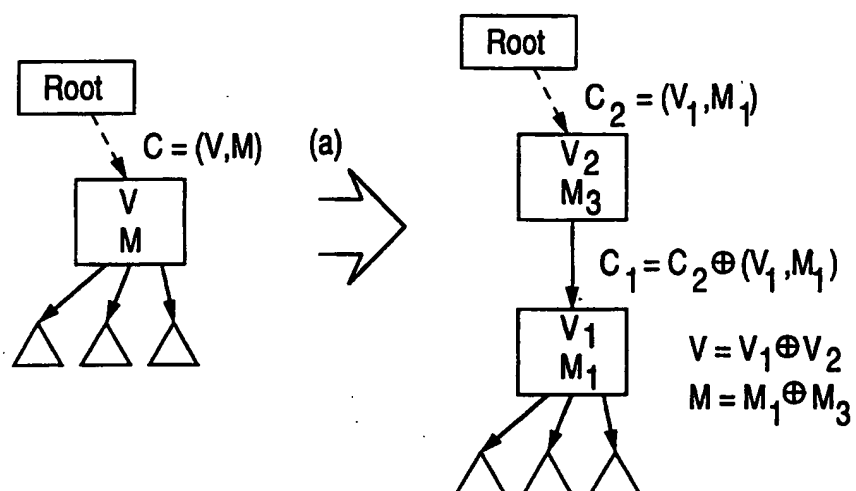 Root
C = (V,M)
V
M
(a)
Root
C₂ = (V₁,M₁)
V₂
M₃
C₁ = C₂ ⊕ (V₁,M₁)
V₁
M₁
V = V₁ ⊕ V₂
M = M₁ ⊕ M₃